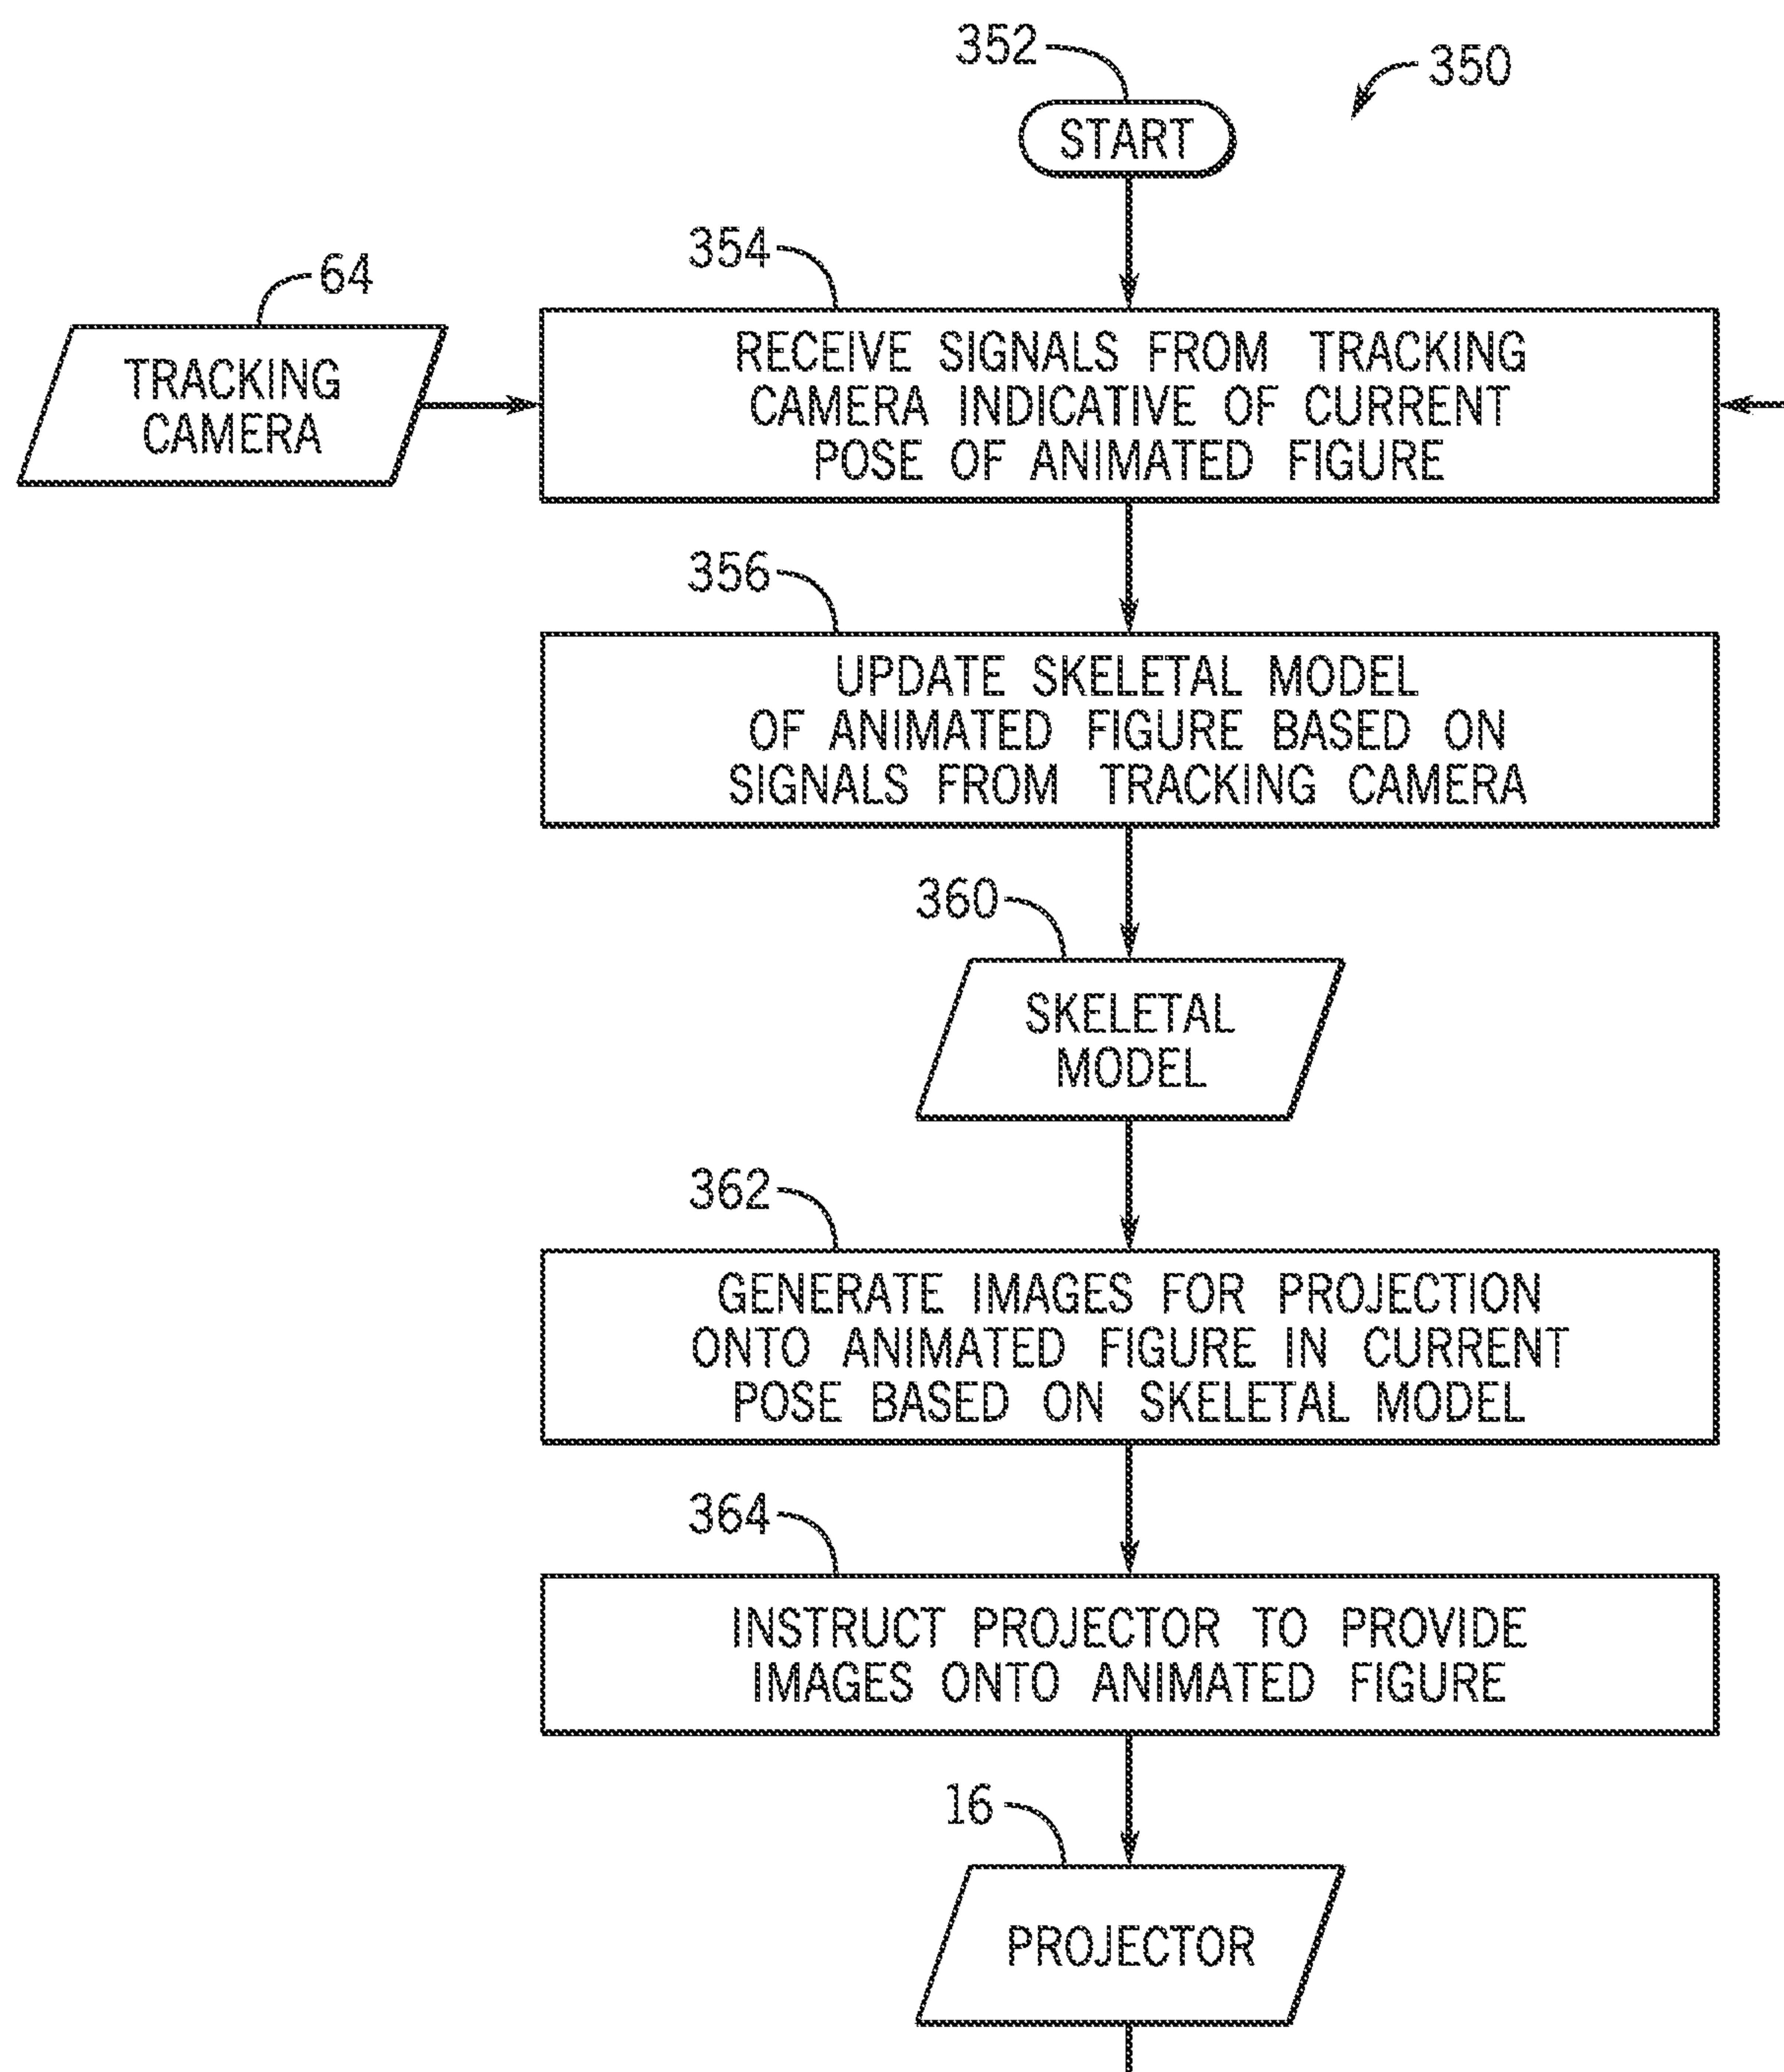 352
350
START
354
64
TRACKING
CAMERA
RECEIVE SIGNALS FROM TRACKING
CAMERA INDICATIVE OF CURRENT
POSE OF ANIMATED FIGURE
356
UPDATE SKELETAL MODEL
OF ANIMATED FIGURE BASED ON
SIGNALS FROM TRACKING CAMERA
360
SKELETAL
MODEL
362
GENERATE IMAGES FOR PROJECTION
ONTO ANIMATED FIGURE IN CURRENT
POSE BASED ON SKELETAL MODEL
364
INSTRUCT PROJECTOR TO PROVIDE
IMAGES ONTO ANIMATED FIGURE
16
PROJECTOR